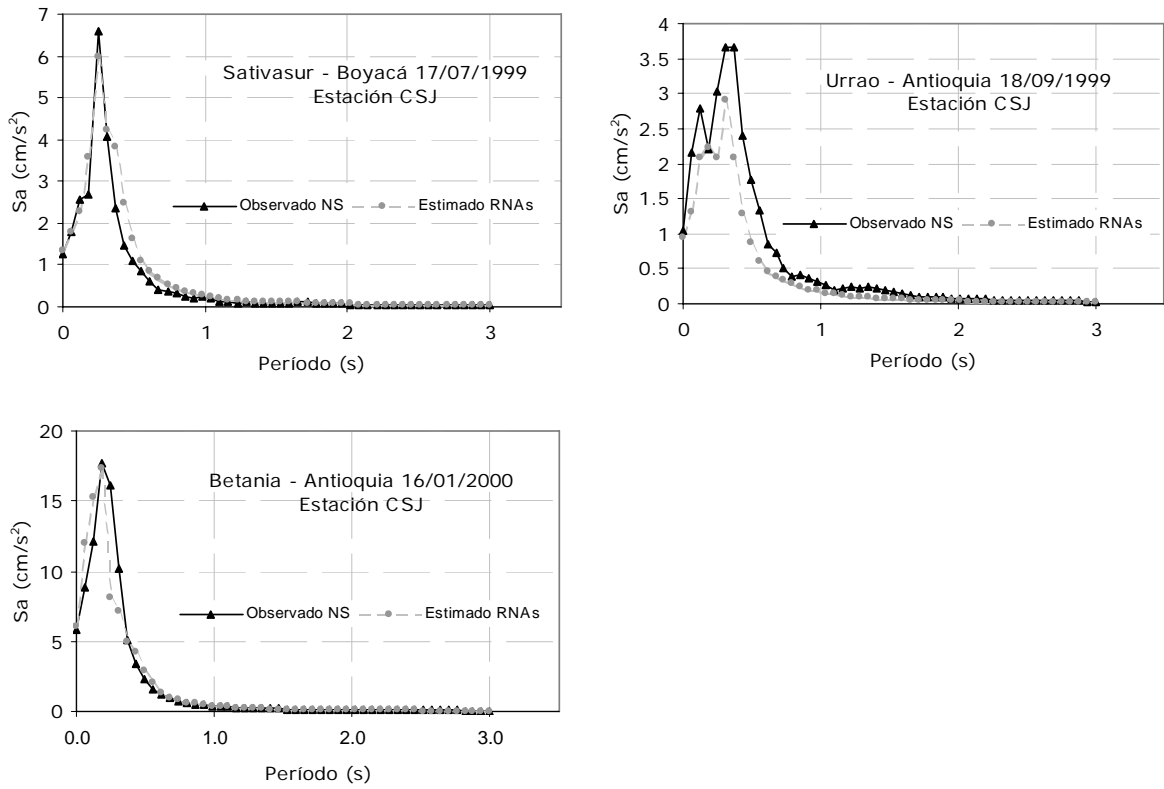 7
6
5
4
3
2
1
0
Sa (cm/s²)
Sativasur - Boyacá 17/07/1999
Estación CSJ
Observado NS
Estimado RNAs
0 1 2 3
Período (s)
4
3.5
3
2.5
2
1.5
1
0.5
0
Sa (cm/s²)
Urrao - Antioquia 18/09/1999
Estación CSJ
Observado NS
Estimado RNAs
0 1 2 3
Período (s)
20
15
10
5
0
Sa (cm/s²)
Betania - Antioquia 16/01/2000
Estación CSJ
Observado NS
Estimado RNAs
0.0 1.0 2.0 3.0
Período (s)